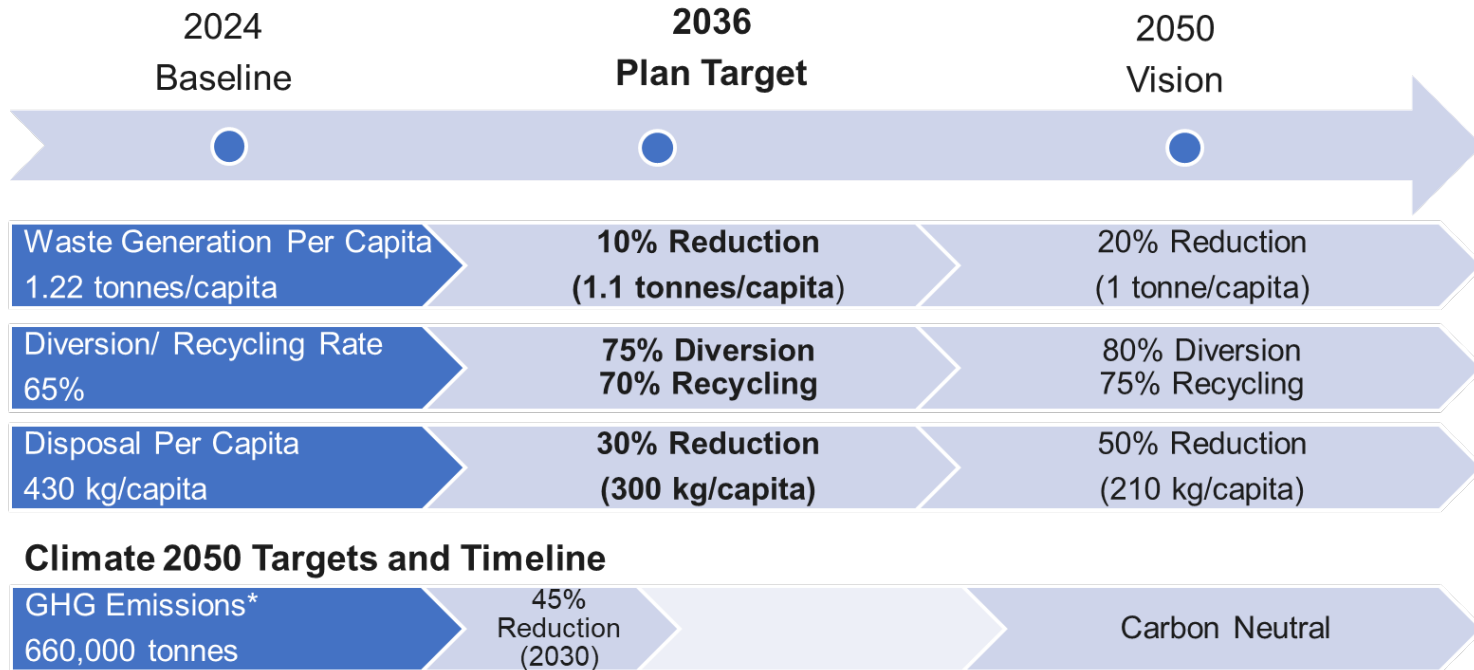 2024
Baseline
2036
Plan Target
2050
Vision
Waste Generation Per Capita
1.22 tonnes/capita
10% Reduction
(1.1 tonnes/capita)
20% Reduction
(1 tonne/capita)
Diversion/ Recycling Rate
65%
75% Diversion
70% Recycling
80% Diversion
75% Recycling
Disposal Per Capita
430 kg/capita
30% Reduction
(300 kg/capita)
50% Reduction
(210 kg/capita)
Climate 2050 Targets and Timeline
GHG Emissions*
660,000 tonnes
45%
Reduction
(2030)
Carbon Neutral